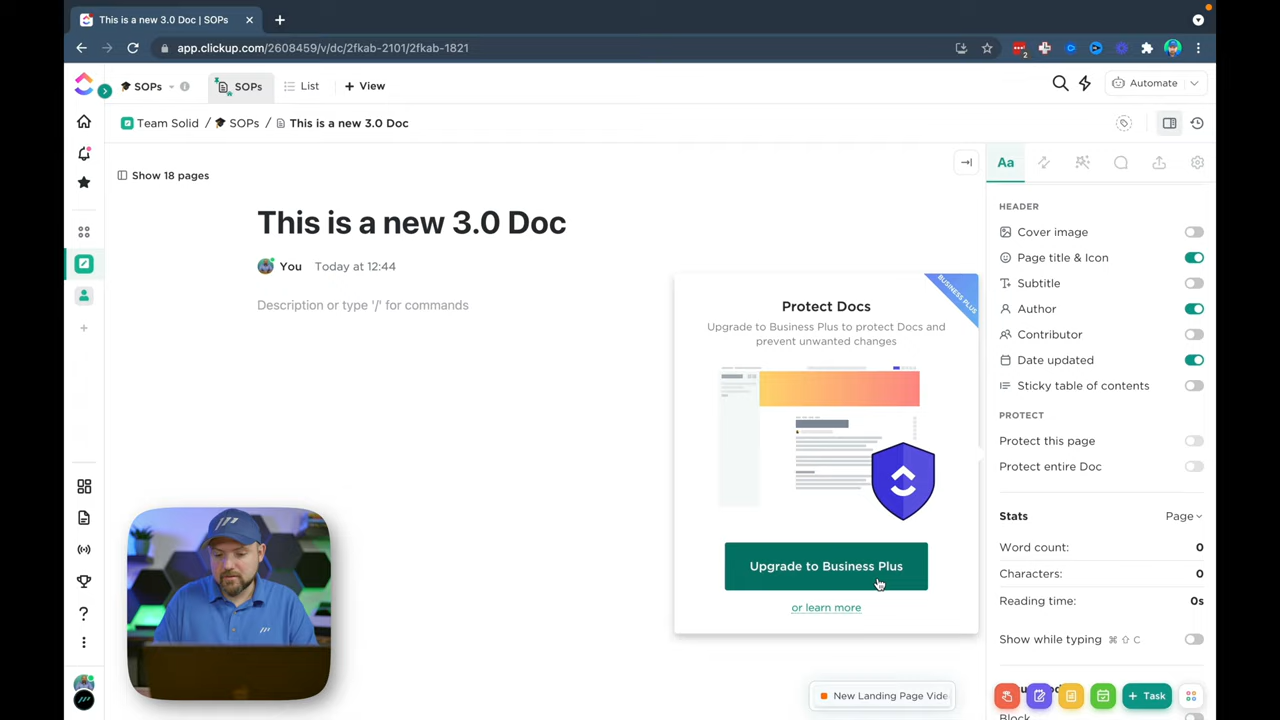 This is a new 3.0 Doc | SOPs
app.clickup.com/2608459/v/dc/2fkab-2101/2fkab-1821
2
SOPs
SOPs
List
+ View
Automate
Team Solid / SOPs / This is a new 3.0 Doc
Show 18 pages
Aa
This is a new 3.0 Doc
You Today at 12:44
Description or type '/' for commands
BUSINESS PLUS
Protect Docs
Upgrade to Business Plus to protect Docs and
prevent unwanted changes
Upgrade to Business Plus
or learn more
HEADER
Cover image
Page title & Icon
Subtitle
Author
Contributor
Date updated
Sticky table of contents
PROTECT
Protect this page
Protect entire Doc
Stats Page
Word count: 0
Characters: 0
Reading time: 0s
Show while typing ⌘ ⇧ C
Block
New Landing Page Vide
+ Task